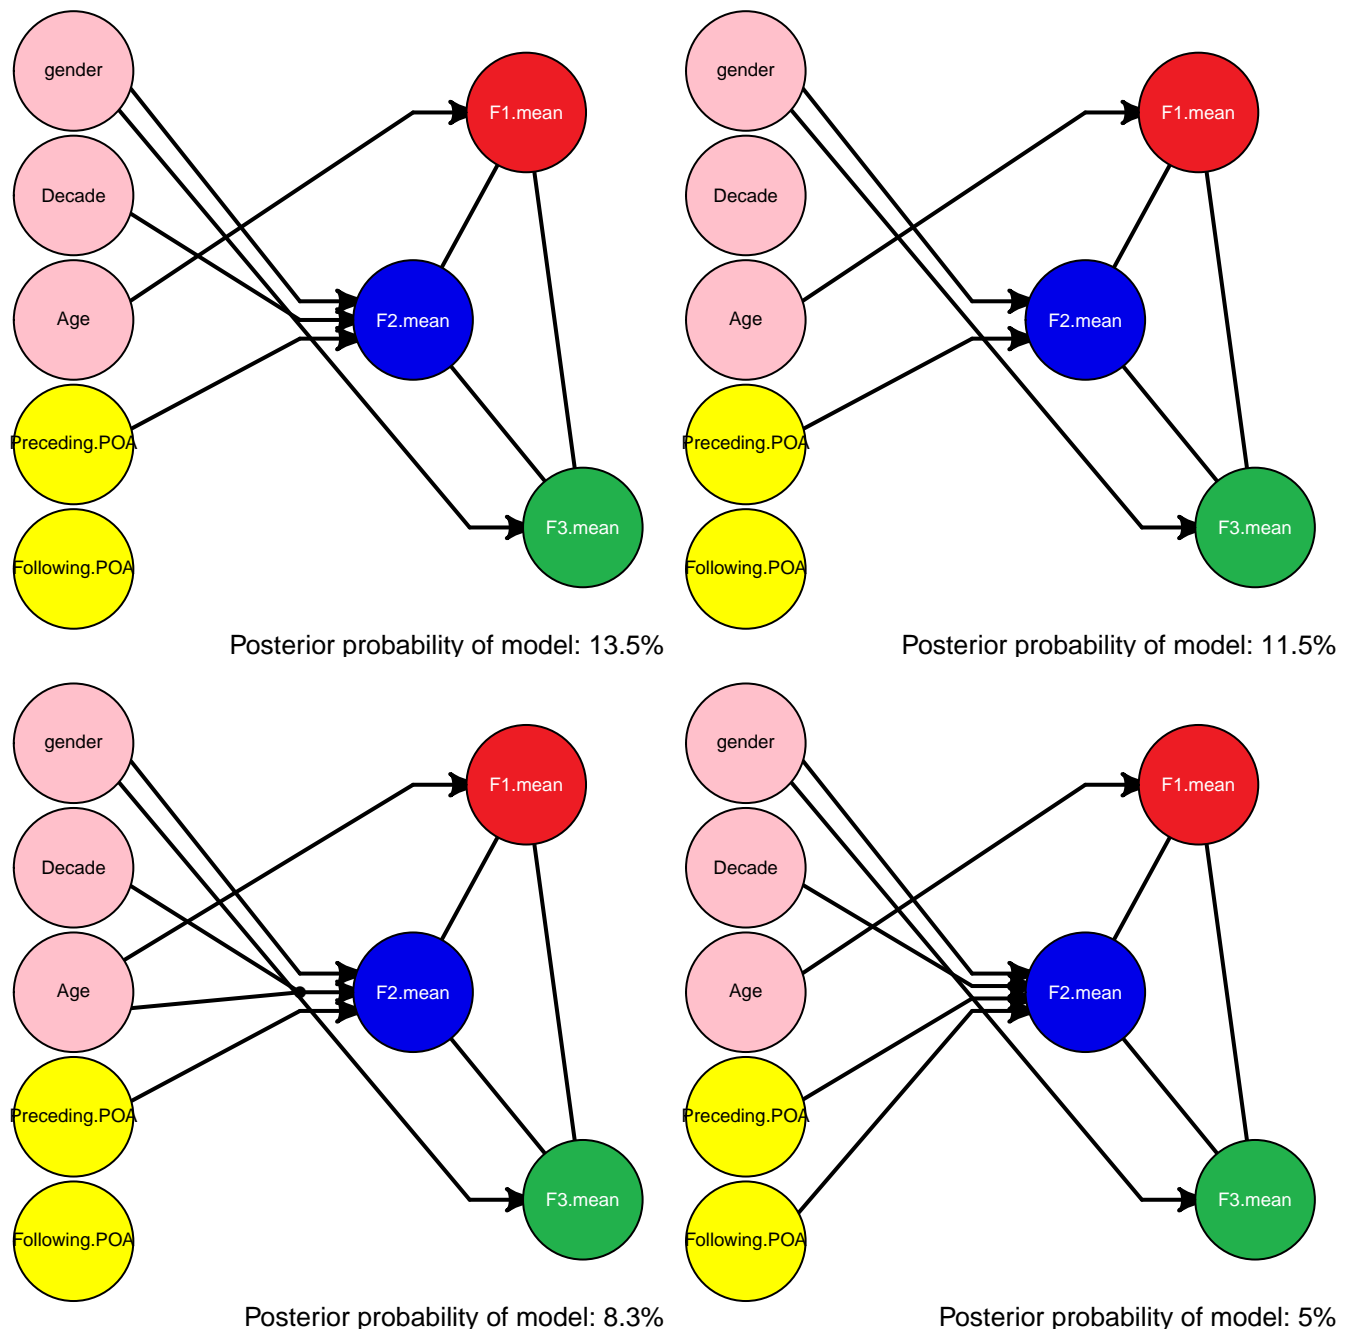 gender
F1.mean
Decade
Age
F2.mean
Preceding.POA
F3.mean
Following.POA
Posterior probability of model: 13.5%
gender
F1.mean
Decade
Age
F2.mean
Preceding.POA
F3.mean
Following.POA
Posterior probability of model: 11.5%
gender
F1.mean
Decade
Age
F2.mean
Preceding.POA
F3.mean
Following.POA
Posterior probability of model: 8.3%
gender
F1.mean
Decade
Age
F2.mean
Preceding.POA
F3.mean
Following.POA
Posterior probability of model: 5%